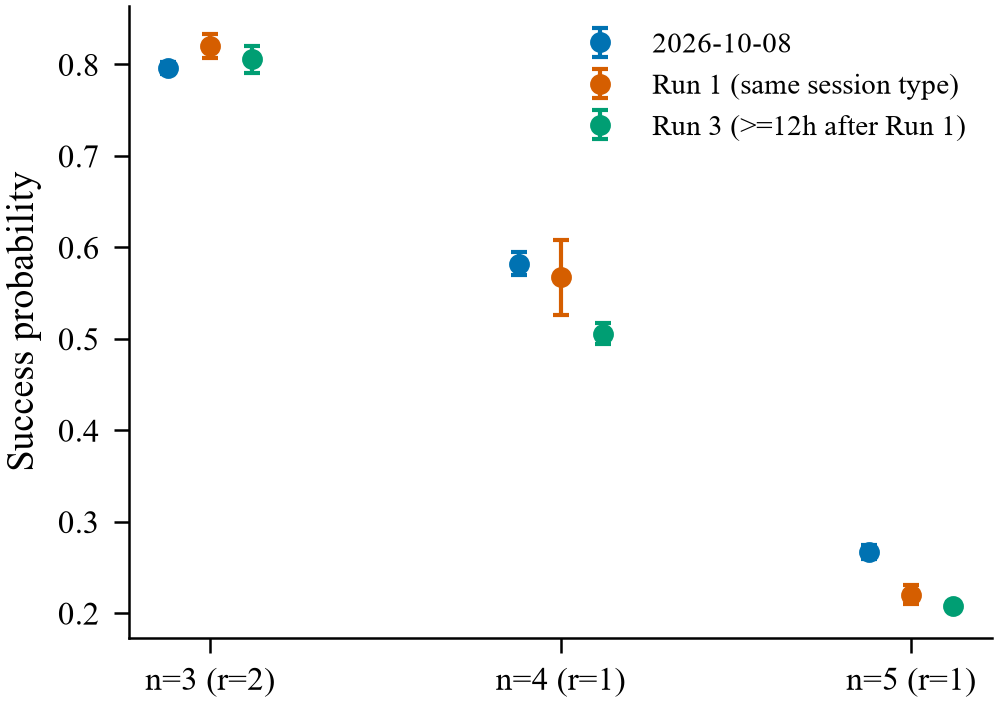 2026-10-08
Run 1 (same session type)
Run 3 (>=12h after Run 1)
Success probability
0.8
0.7
0.6
0.5
0.4
0.3
0.2
n=3 (r=2)
n=4 (r=1)
n=5 (r=1)